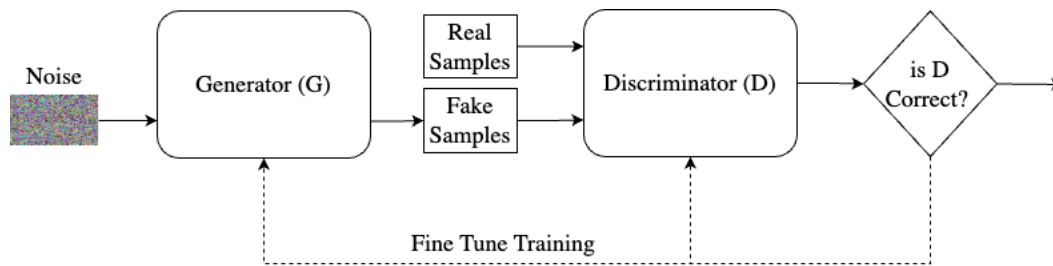 Noise
Generator (G)
Real
Samples
Fake
Samples
Discriminator (D)
is D
Correct?
Fine Tune Training